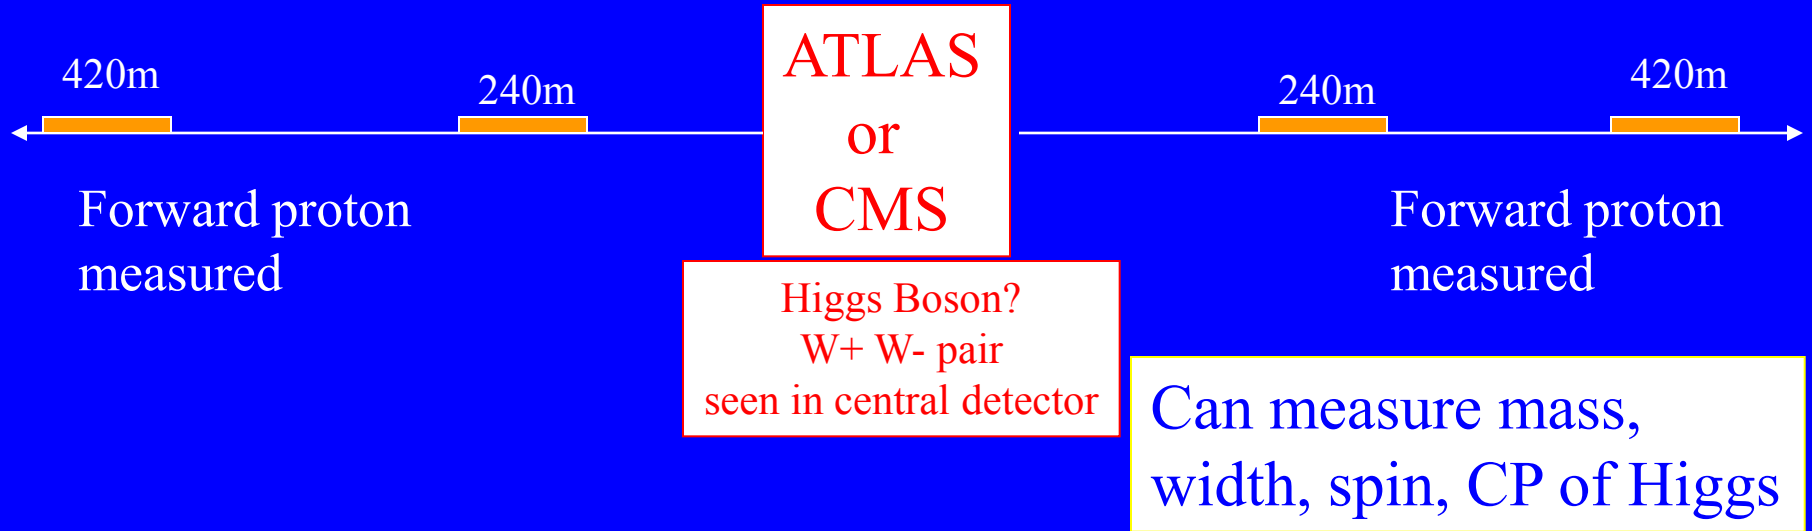 420m
240m
ATLAS
or
CMS
240m
420m
Forward proton
measured
Higgs Boson?
W+ W- pair
seen in central detector
Forward proton
measured
Can measure mass,
width, spin, CP of Higgs